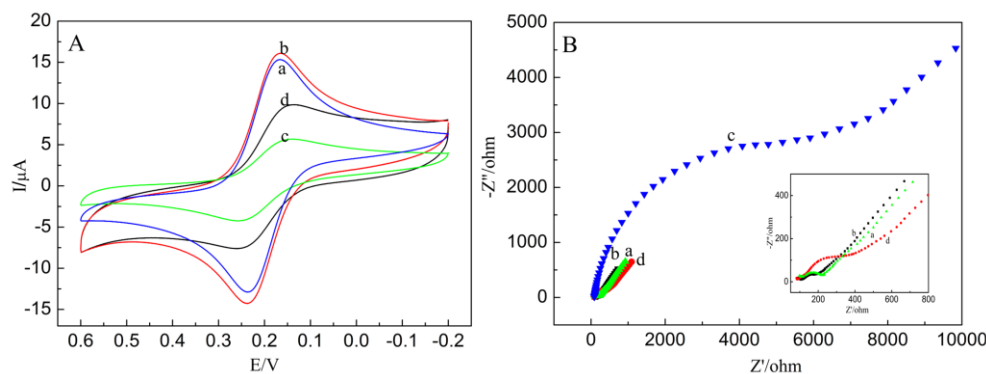 A
20
15
10
5
0
-5
-10
-15
I/μA
b
a
d
c
0.6 0.5 0.4 0.3 0.2 0.1 0.0 -0.1 -0.2
E/V
B
5000
4000
3000
2000
1000
0
-Z''/ohm
c
b a d
0 2000 4000 6000 8000 10000
Z'/ohm
400
200
0
-Z''/ohm
b a d
200 400 600 800
Z'/ohm